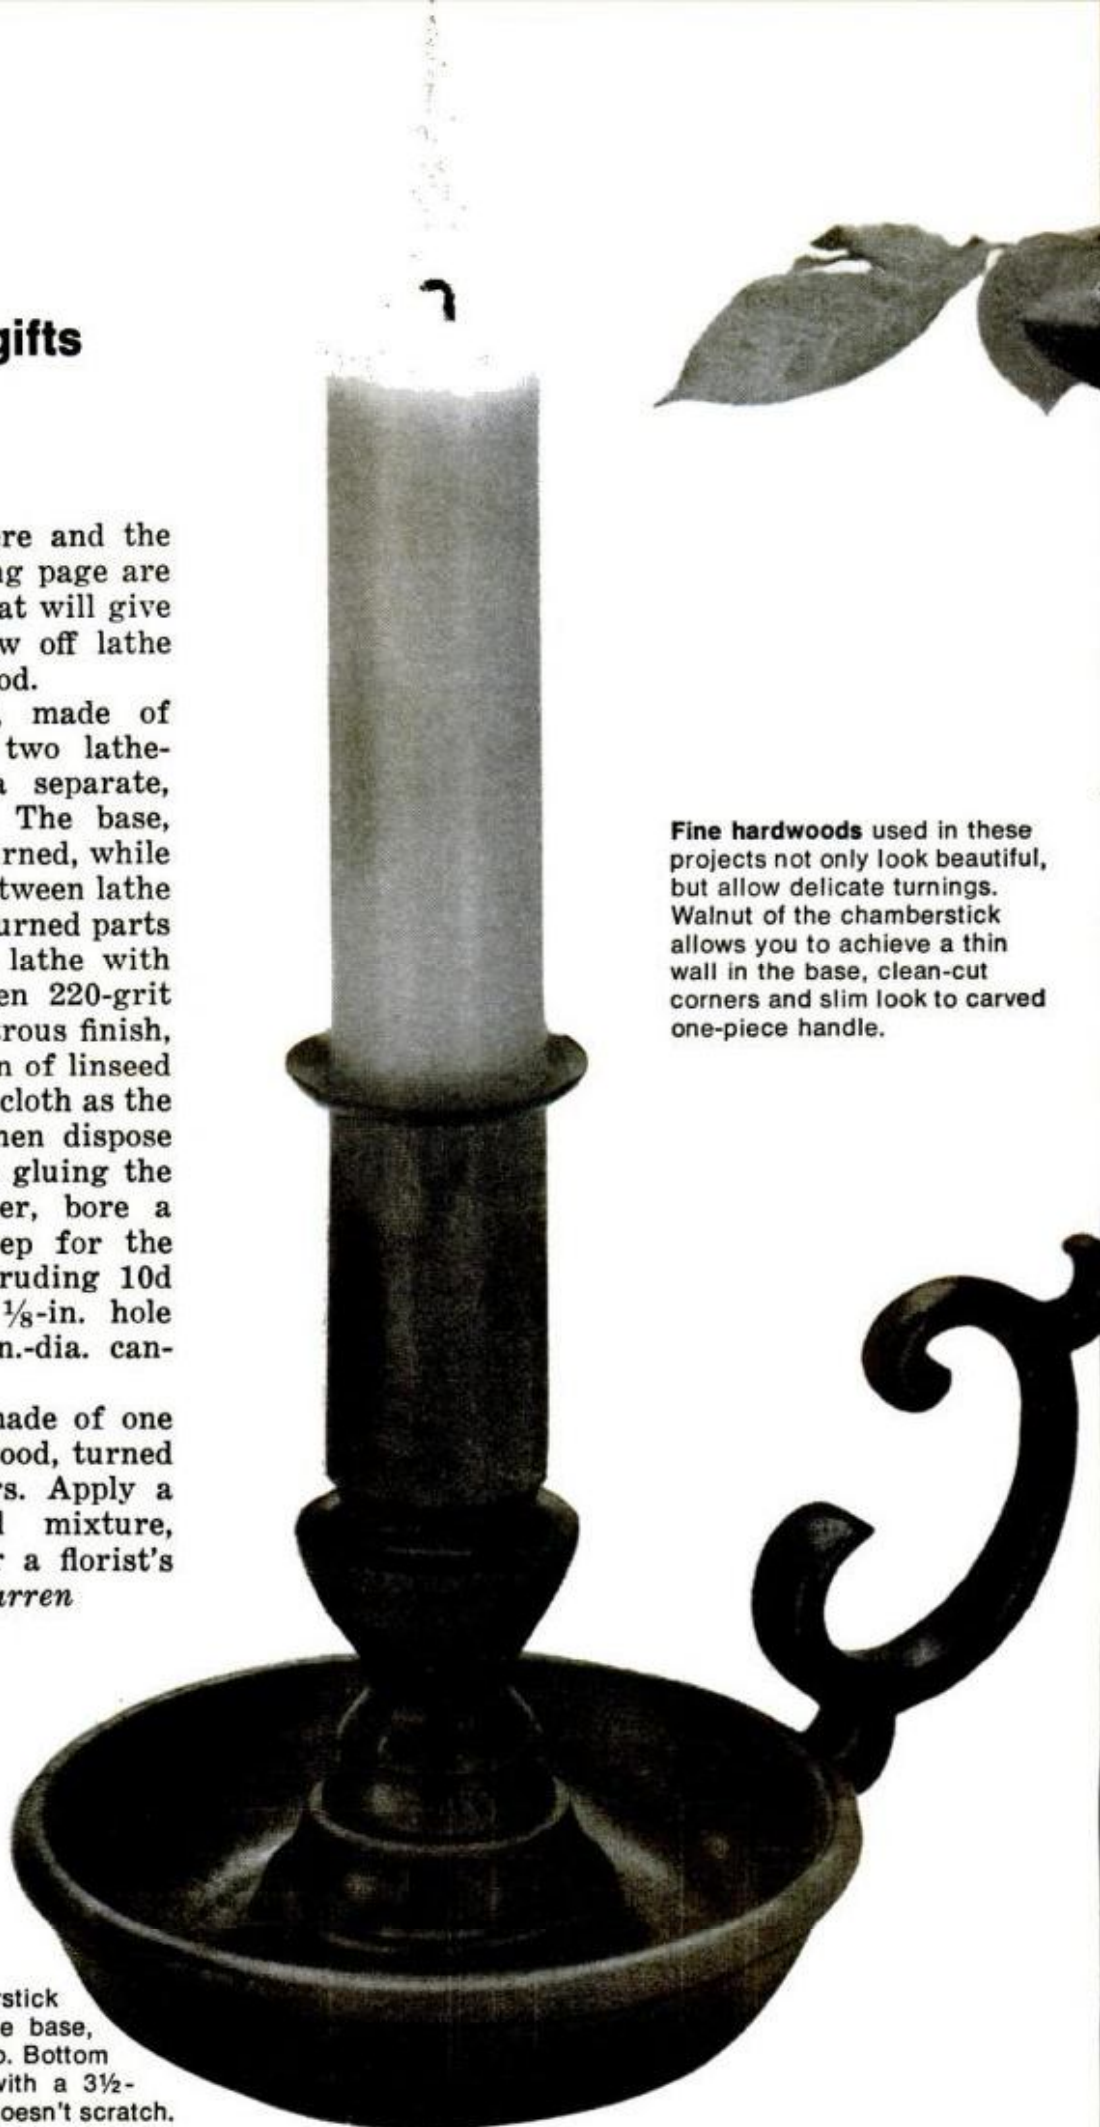 gifts
re and the
ng page are
at will give
w off lathe
od.
, made of
two lathe-
a separate,
The base,
rned, while
tween lathe
urned parts
lathe with
en 220-grit
trous finish,
n of linseed
cloth as the
hen dispose
gluing the
er, bore a
ep for the
ruding 10d
⅛-in. hole
n.-dia. can-
nade of one
ood, turned
rs. Apply a
l mixture,
r a florist's
arren
Fine hardwoods used in these
projects not only look beautiful,
but allow delicate turnings.
Walnut of the chamberstick
allows you to achieve a thin
wall in the base, clean-cut
corners and slim look to carved
one-piece handle.
stick
e base,
o. Bottom
with a 3½-
oesn't scratch.